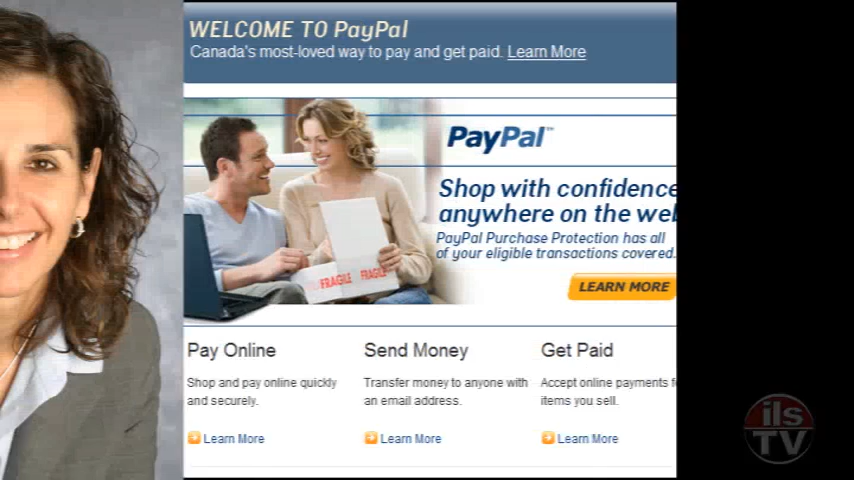 WELCOME TO PayPal
Canada's most-loved way to pay and get paid. Learn More
PayPal™
Shop with confidence
anywhere on the web
PayPal Purchase Protection has all
of your eligible transactions covered.
FRAGILE FRAGILE
LEARN MORE
Pay Online
Shop and pay online quickly
and securely.
Learn More
Send Money
Transfer money to anyone with
an email address.
Learn More
Get Paid
Accept online payments f
items you sell.
Learn More
ils
TV